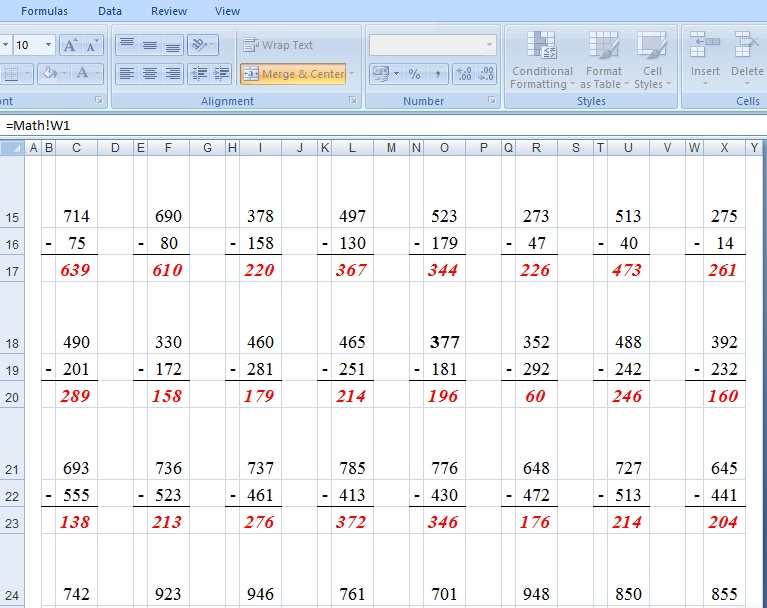 Formulas Data Review View
10 A A Wrap Text
A Merge & Center % , .0 .00 .00 .0 Conditional Formatting Format as Table Cell Styles Insert Delete
nt Alignment Number Styles Cells
=Math!W1
A B C D E F G H I J K L M N O P Q R S T U V W X Y
15 714 690 378 497 523 273 513 275
16 - 75 - 80 - 158 - 130 - 179 - 47 - 40 - 14
17 639 610 220 367 344 226 473 261
18 490 330 460 465 377 352 488 392
19 - 201 - 172 - 281 - 251 - 181 - 292 - 242 - 232
20 289 158 179 214 196 60 246 160
21 693 736 737 785 776 648 727 645
22 - 555 - 523 - 461 - 413 - 430 - 472 - 513 - 441
23 138 213 276 372 346 176 214 204
24 742 923 946 761 701 948 850 855